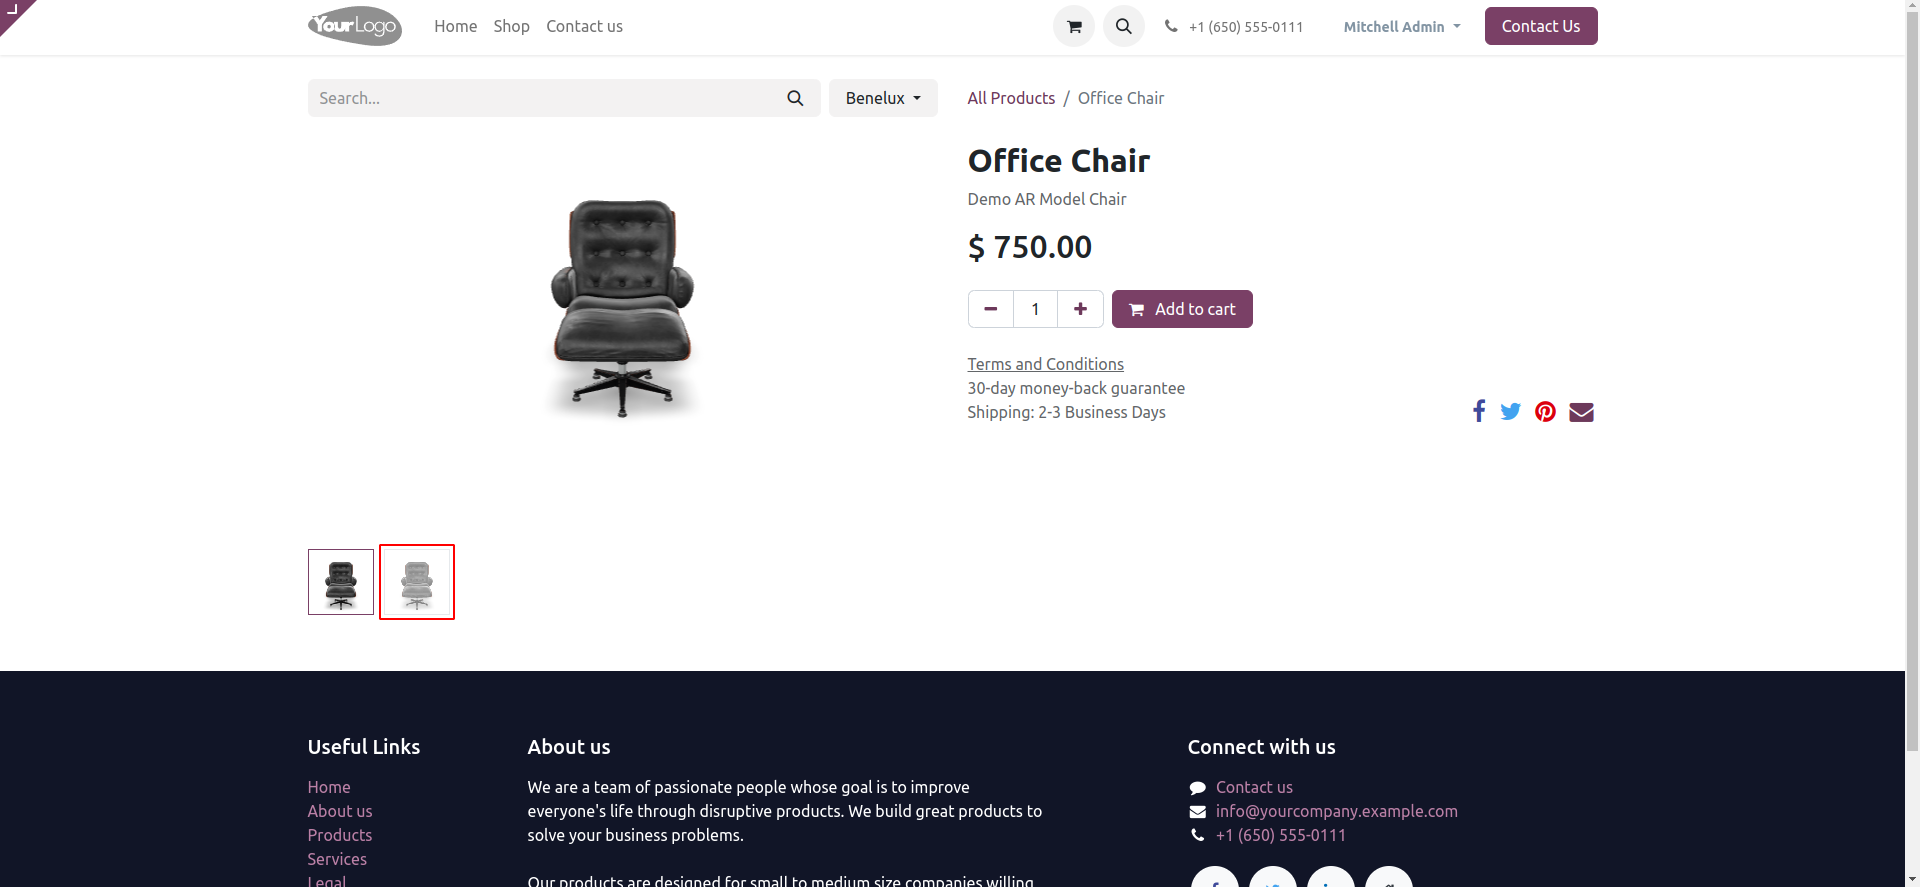 YourLogo
Home
Shop
Contact us
+1 (650) 555-0111
Mitchell Admin
Contact Us
Search...
Benelux
All Products / Office Chair
Office Chair
Demo AR Model Chair
$ 750.00
1
Add to cart
Terms and Conditions
30-day money-back guarantee
Shipping: 2-3 Business Days
Useful Links
Home
About us
Products
Services
Legal
About us
We are a team of passionate people whose goal is to improve
everyone's life through disruptive products. We build great products to
solve your business problems.
Our products are designed for small to medium size companies willing
Connect with us
Contact us
info@yourcompany.example.com
+1 (650) 555-0111